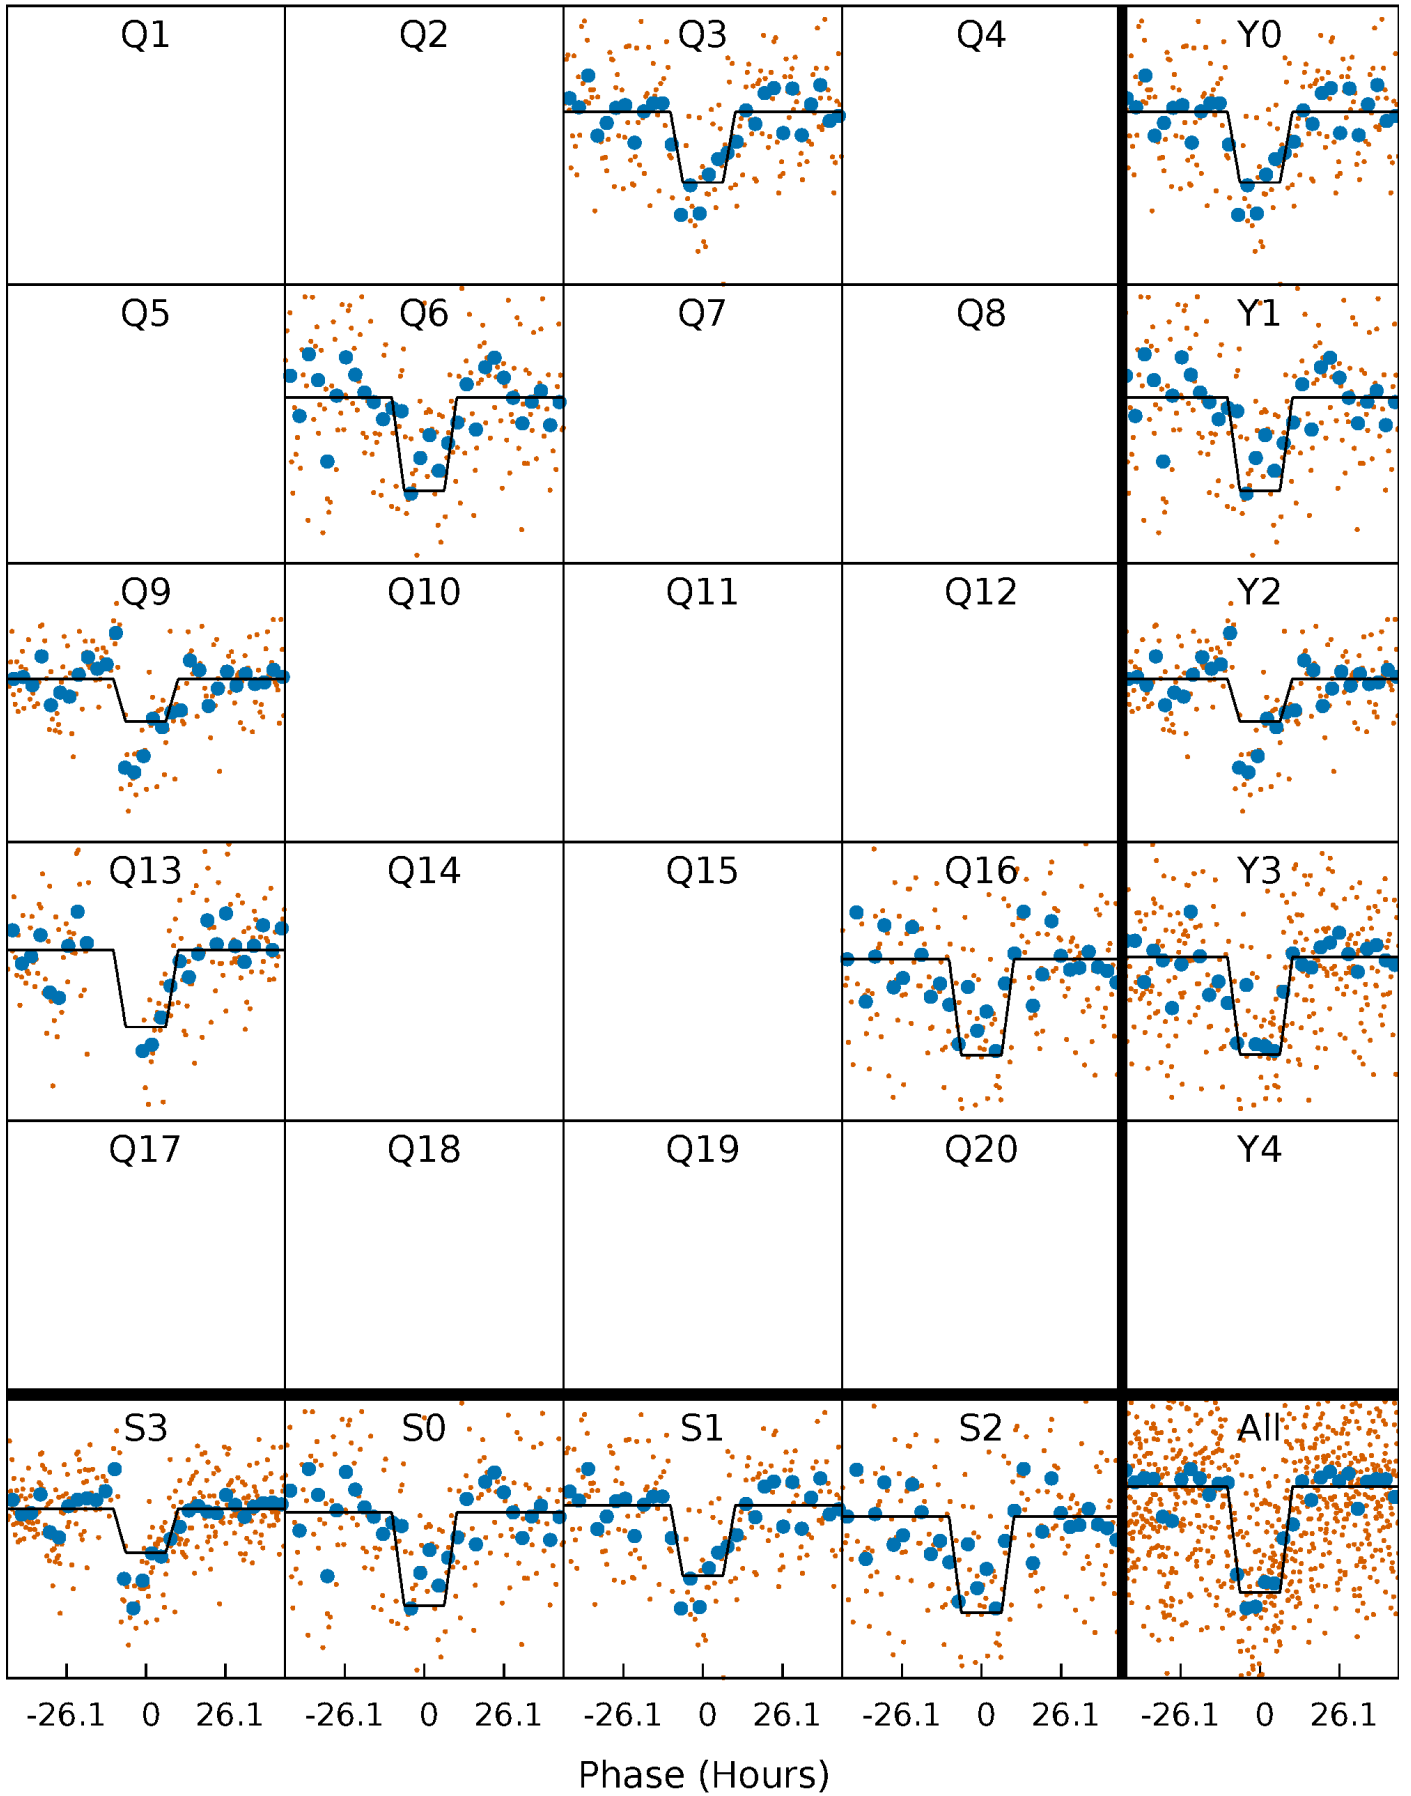 Q1 Q2 Q3 Q4 Y0
Q5 Q6 Q7 Q8 Y1
Q9 Q10 Q11 Q12 Y2
Q13 Q14 Q15 Q16 Y3
Q17 Q18 Q19 Q20 Y4
S3 S0 S1 S2 All
-26.1 0 26.1 -26.1 0 26.1 -26.1 0 26.1 -26.1 0 26.1 -26.1 0 26.1
Phase (Hours)